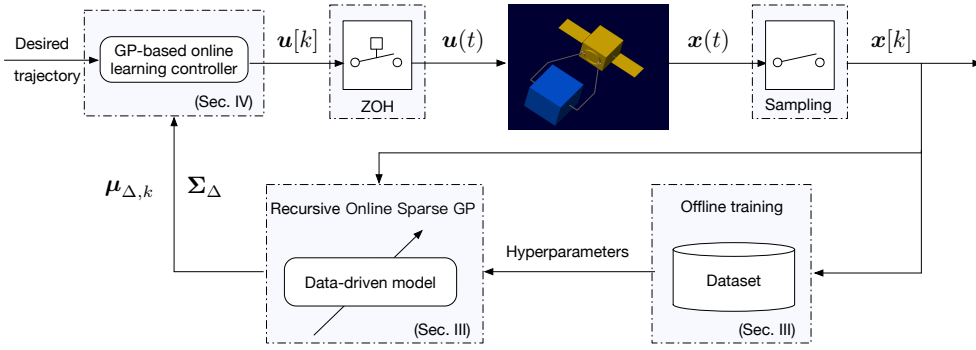 Desired
trajectory
GP-based online
learning controller
(Sec. IV)
u[k]
ZOH
u(t)
x(t)
Sampling
x[k]
μΔ,k
ΣΔ
Recursive Online Sparse GP
Data-driven model
(Sec. III)
Hyperparameters
Offline training
Dataset
(Sec. III)